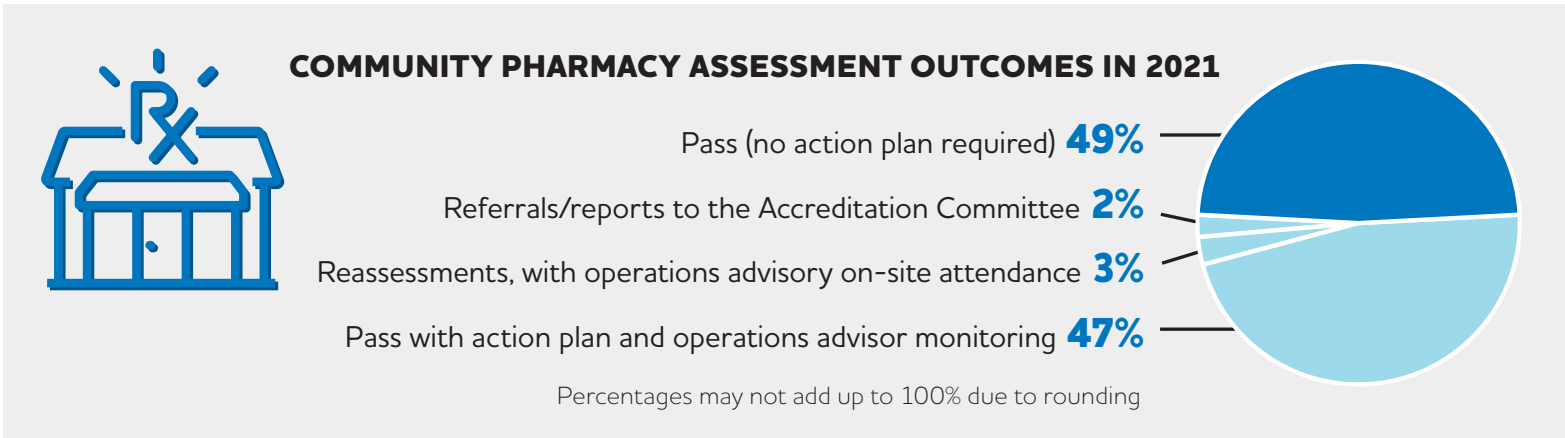 Rx
COMMUNITY PHARMACY ASSESSMENT OUTCOMES IN 2021
Pass (no action plan required) 49%
Referrals/reports to the Accreditation Committee 2%
Reassessments, with operations advisory on-site attendance 3%
Pass with action plan and operations advisor monitoring 47%
Percentages may not add up to 100% due to rounding